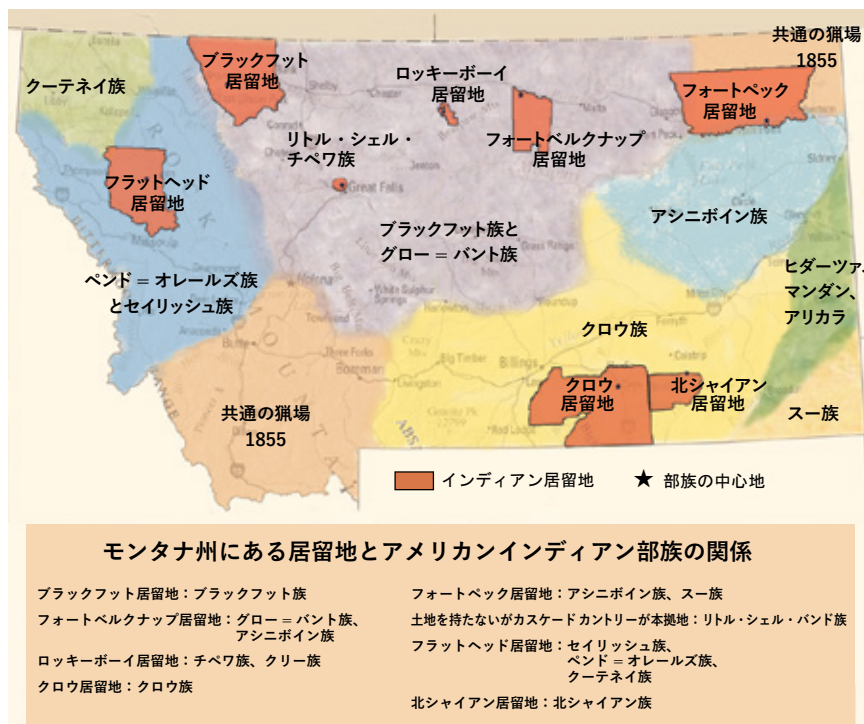 共通の猟場
1855
ブラックフット
居留地
クーテネイ族
ロッキーボーイ
居留地
フォートペック
居留地
リトル・シェル・
チペワ族
フォートベルクナップ
居留地
Great Falls
フラットヘッド
居留地
アシニボイン族
ブラックフット族と
グロー=バント族
ペンド=オレールズ族
とセイリッシュ族
ヒダーツァ、
マンダン、
アリカラ
Helena
クロウ族
Three Forks
Bozeman
Big Timber
Billings
Livingston
クロウ
居留地
北シャイアン
居留地
共通の猟場
1855
スー族
インディアン居留地
★ 部族の中心地
モンタナ州にある居留地とアメリカンインディアン部族の関係
ブラックフット居留地:ブラックフット族
フォートベルクナップ居留地:グロー=バント族、
アシニボイン族
ロッキーボーイ居留地:チペワ族、クリー族
クロウ居留地:クロウ族
フォートペック居留地:アシニボイン族、スー族
土地を持たないがカスケード カントリーが本拠地:リトル・シェル・バンド族
フラットヘッド居留地:セイリッシュ族、
ペンド=オレールズ族、
クーテネイ族
北シャイアン居留地:北シャイアン族